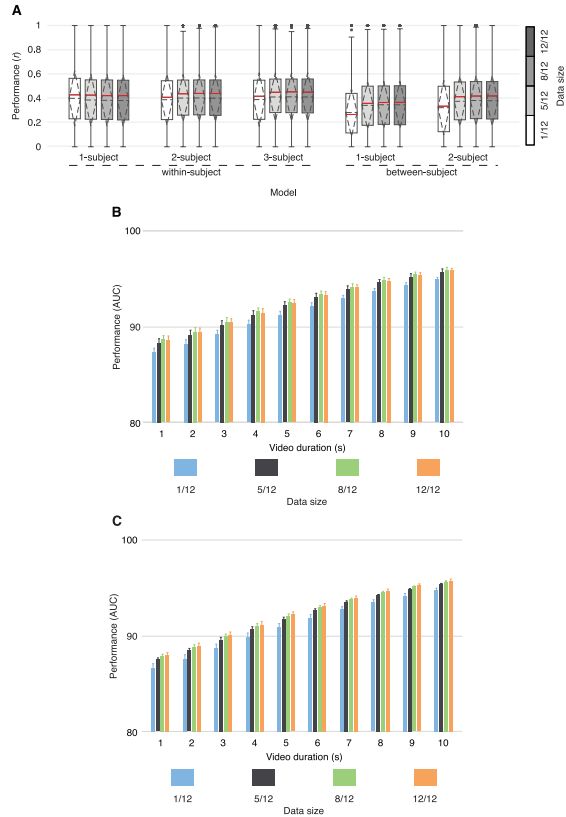 A
Performance (r)
1
0.8
0.6
0.4
0.2
0
1-subject 2-subject 3-subject 1-subject 2-subject
within-subject between-subject
Model
12/12
8/12
5/12
1/12
Data size
B
Performance (AUC)
100
90
80
1 2 3 4 5 6 7 8 9 10
Video duration (s)
1/12 5/12 8/12 12/12
Data size
C
Performance (AUC)
100
90
80
1 2 3 4 5 6 7 8 9 10
Video duration (s)
1/12 5/12 8/12 12/12
Data size